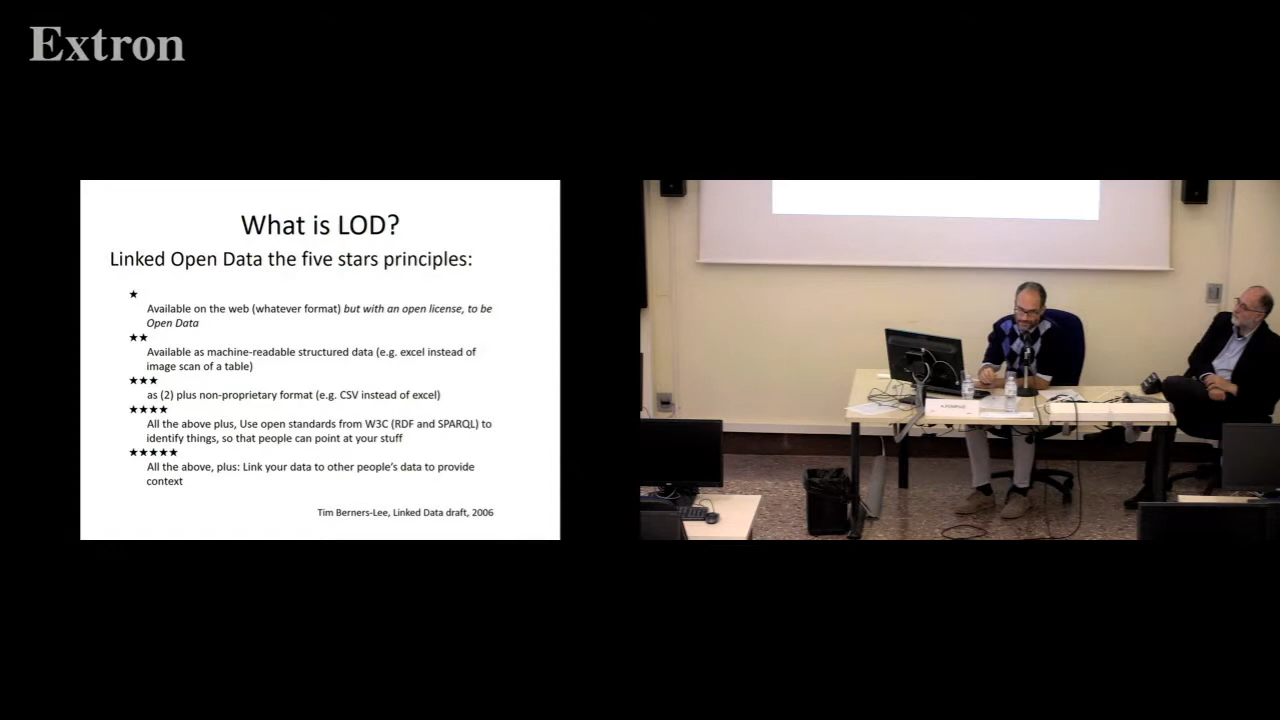 Extron
What is LOD?
Linked Open Data the five stars principles:
★
Available on the web (whatever format) but with an open license, to be
Open Data
★★
Available as machine-readable structured data (e.g. excel instead of
image scan of a table)
★★★
as (2) plus non-proprietary format (e.g. CSV instead of excel)
★★★★
All the above plus, Use open standards from W3C (RDF and SPARQL) to
identify things, so that people can point at your stuff
★★★★★
All the above, plus: Link your data to other people's data to provide
context
Tim Berners-Lee, Linked Data draft, 2006